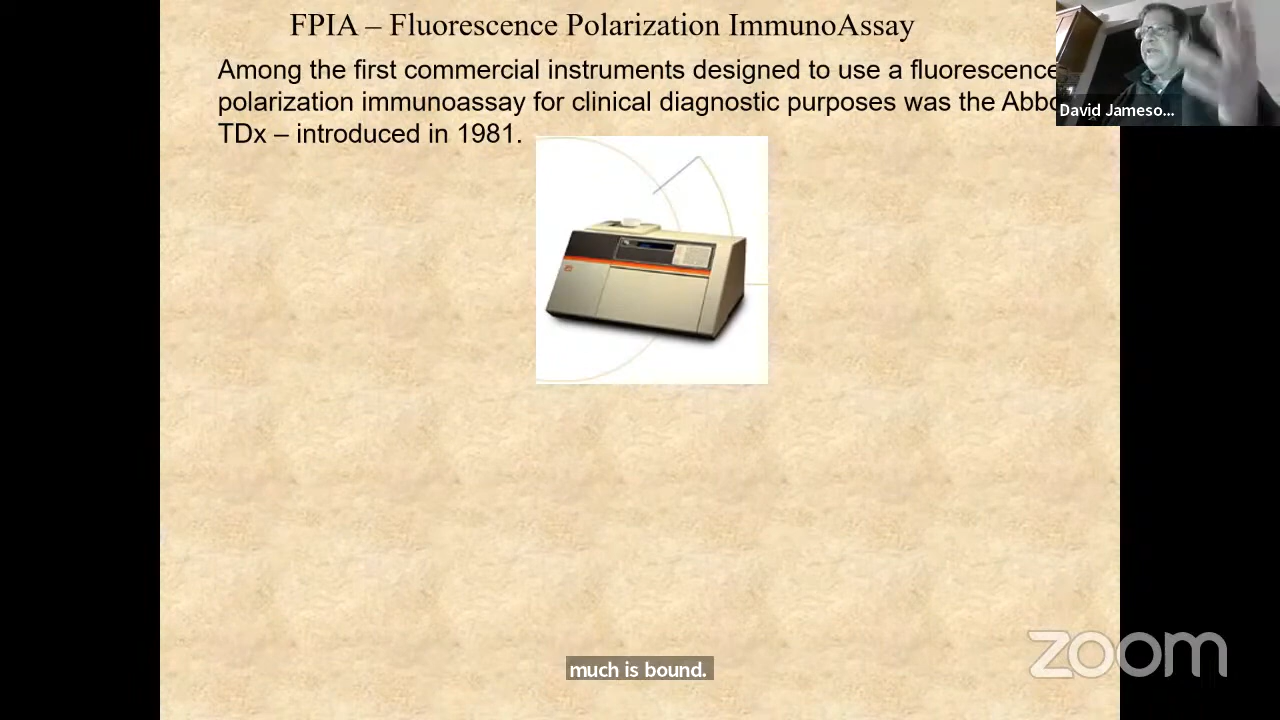 FPIA – Fluorescence Polarization ImmunoAssay
Among the first commercial instruments designed to use a fluorescence
polarization immunoassay for clinical diagnostic purposes was the
TDx – introduced in 1981.
David Jameso...
much is bound.
zoom